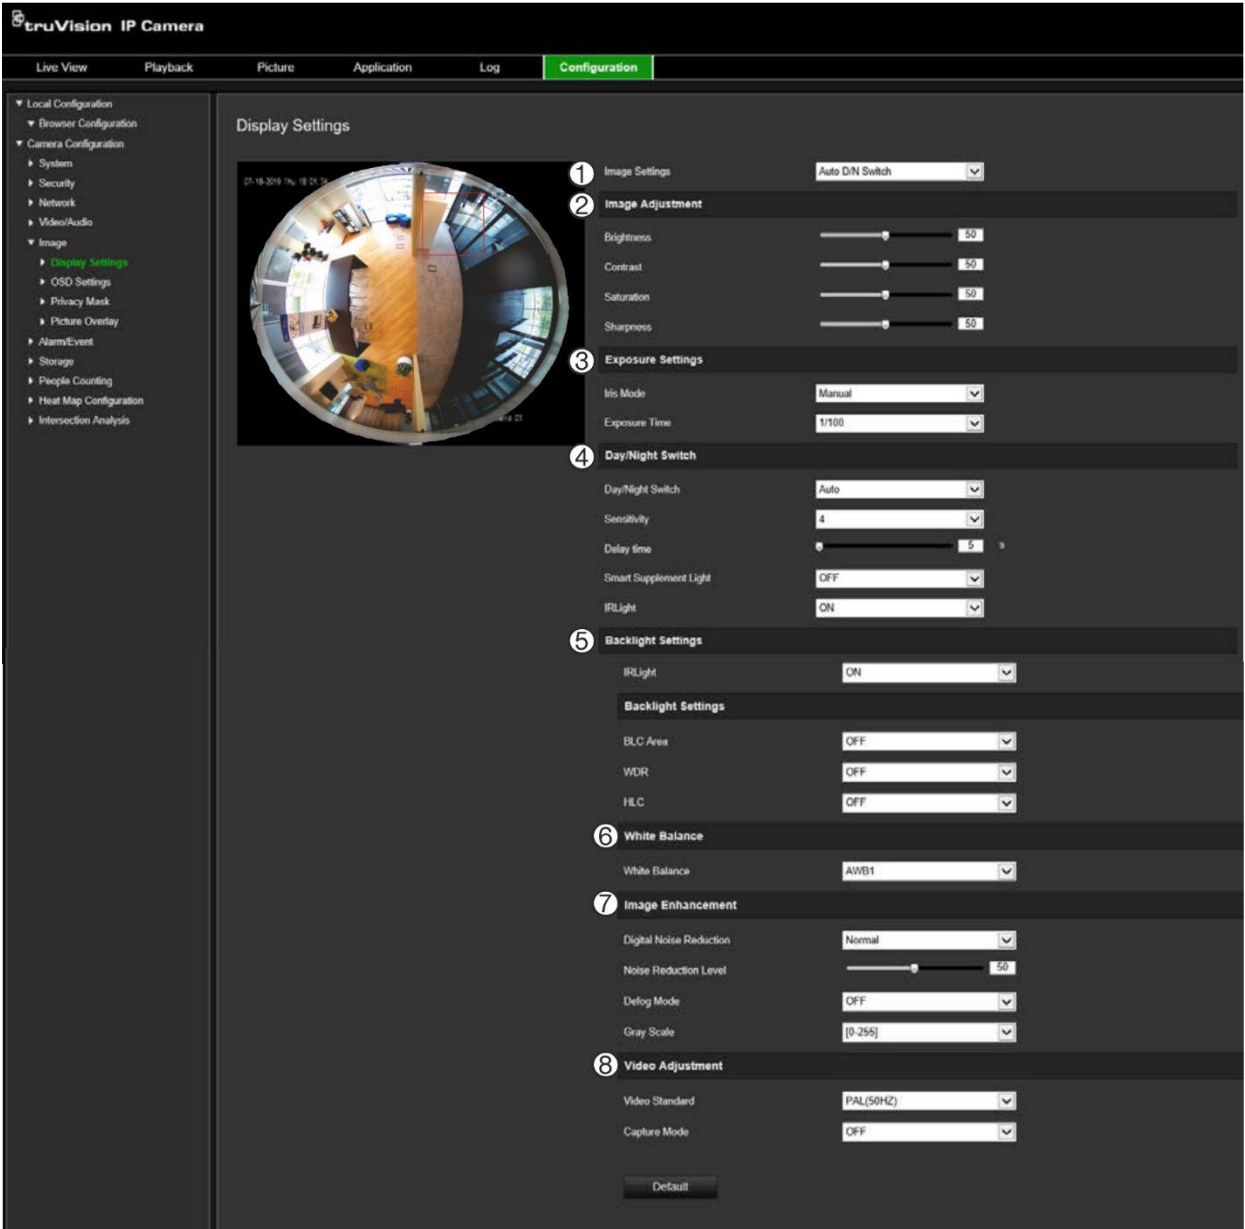 truVision IP Camera
Live View Playback Picture Application Log Configuration
Local Configuration
Browser Configuration
Camera Configuration
System
Security
Network
Video/Audio
Image
Display Settings
OSD Settings
Privacy Mask
Picture Overlay
Alarm/Event
Storage
People Counting
Heat Map Configuration
Intersection Analysis
Display Settings
07-18-2019 Thu 18:01:24
1 Image Settings Auto D/N Switch
2 Image Adjustment
Brightness 50
Contrast 50
Saturation 50
Sharpness 50
3 Exposure Settings
Iris Mode Manual
Exposure Time 1/100
4 Day/Night Switch
Day/Night Switch Auto
Sensitivity 4
Delay time 5 s
Smart Supplement Light OFF
IRLight ON
5 Backlight Settings
IRLight ON
Backlight Settings
BLC Area OFF
WDR OFF
HLC OFF
6 White Balance
White Balance AWB1
7 Image Enhancement
Digital Noise Reduction Normal
Noise Reduction Level 50
Defog Mode OFF
Gray Scale [0-255]
8 Video Adjustment
Video Standard PAL(50HZ)
Capture Mode OFF
Default